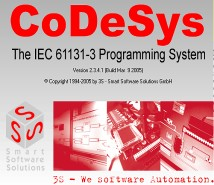 CoDeSys
The IEC 61131-3 Programming System
Version 2.3.4.1 (Build Mar. 9 2005)
© Copyright 1994-2005 by 3S - Smart Software Solutions GmbH
3S
Smart
Software
Solutions
3S - We software Automation.